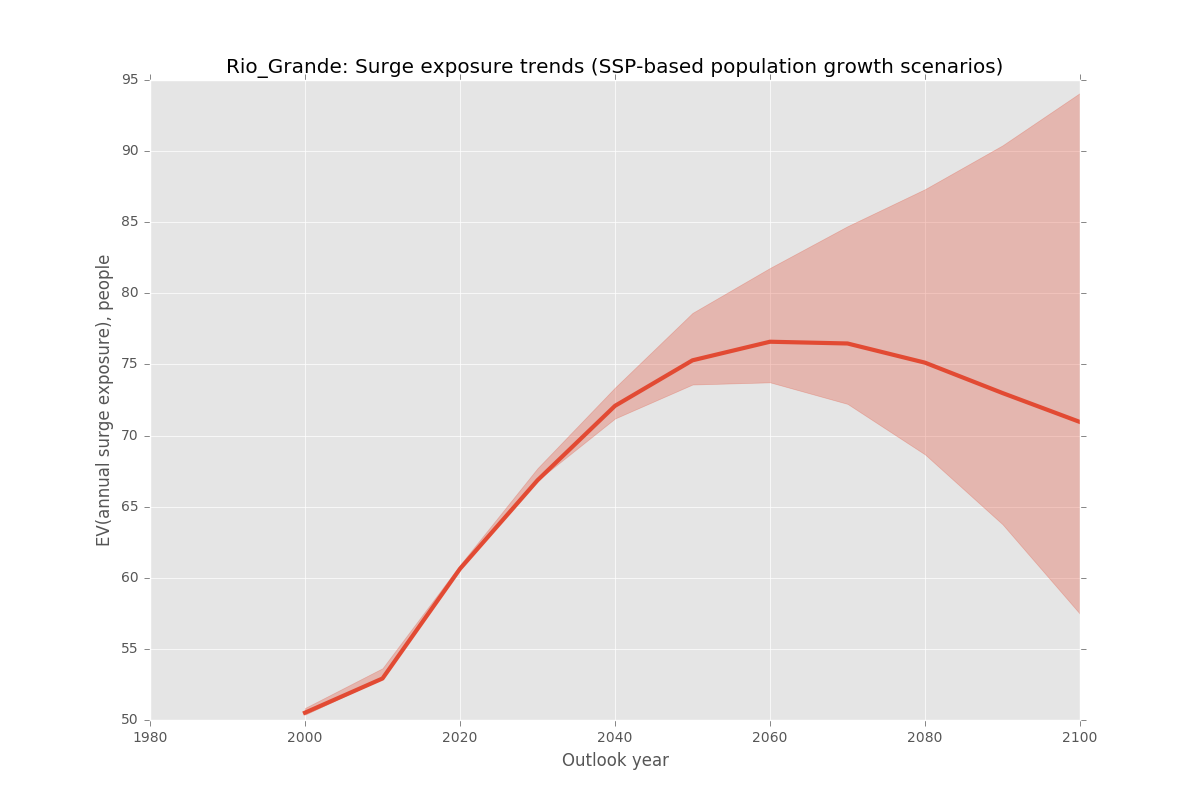 Rio_Grande: Surge exposure trends (SSP-based population growth scenarios)
95
90
85
80
75
70
65
60
55
50
EV(annual surge exposure), people
1980 2000 2020 2040 2060 2080 2100
Outlook year